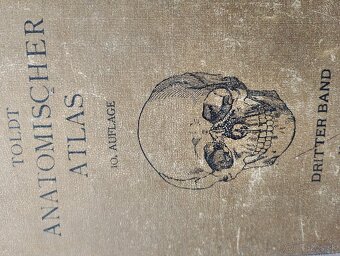 TOLDT
ANATOMISCHER
ATLAS
10. AUFLAGE
DRITTER BAND